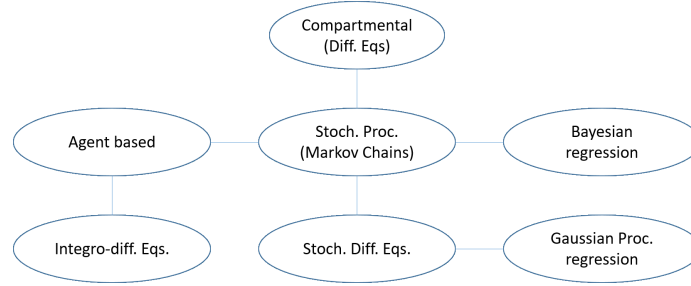 Compartmental
(Diff. Eqs)
Agent based
Stoch. Proc.
(Markov Chains)
Bayesian
regression
Integro-diff. Eqs.
Stoch. Diff. Eqs.
Gaussian Proc.
regression